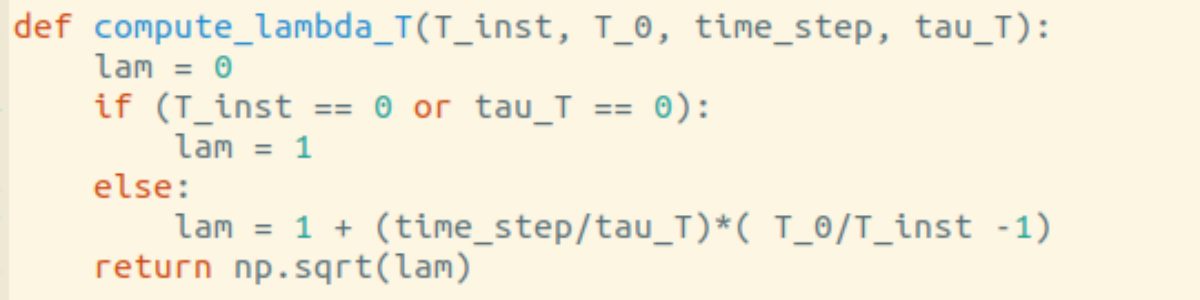 def compute_lambda_T(T_inst, T_0, time_step, tau_T):
    lam = 0
    if (T_inst == 0 or tau_T == 0):
        lam = 1
    else:
        lam = 1 + (time_step/tau_T)*( T_0/T_inst -1)
    return np.sqrt(lam)